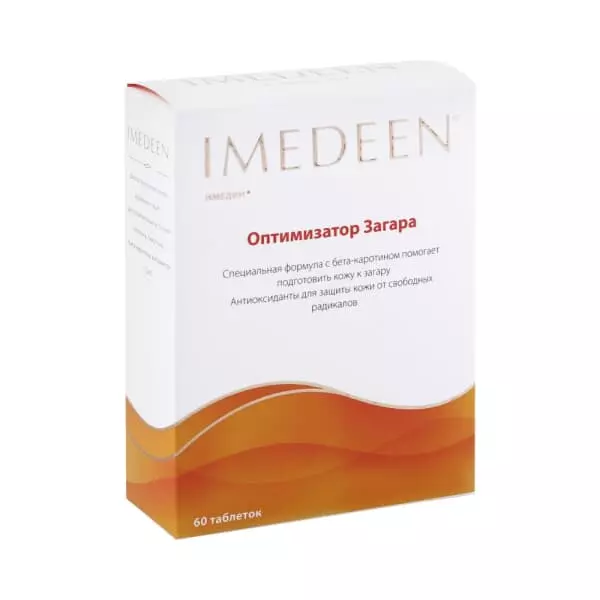 IMEDEEN
IMEDEEN®
имедин®
Оптимизатор Загара
Специальная формула с бета-каротином помогает
подготовить кожу к загару
Антиоксиданты для защиты кожи от свободных
радикалов
60 таблеток